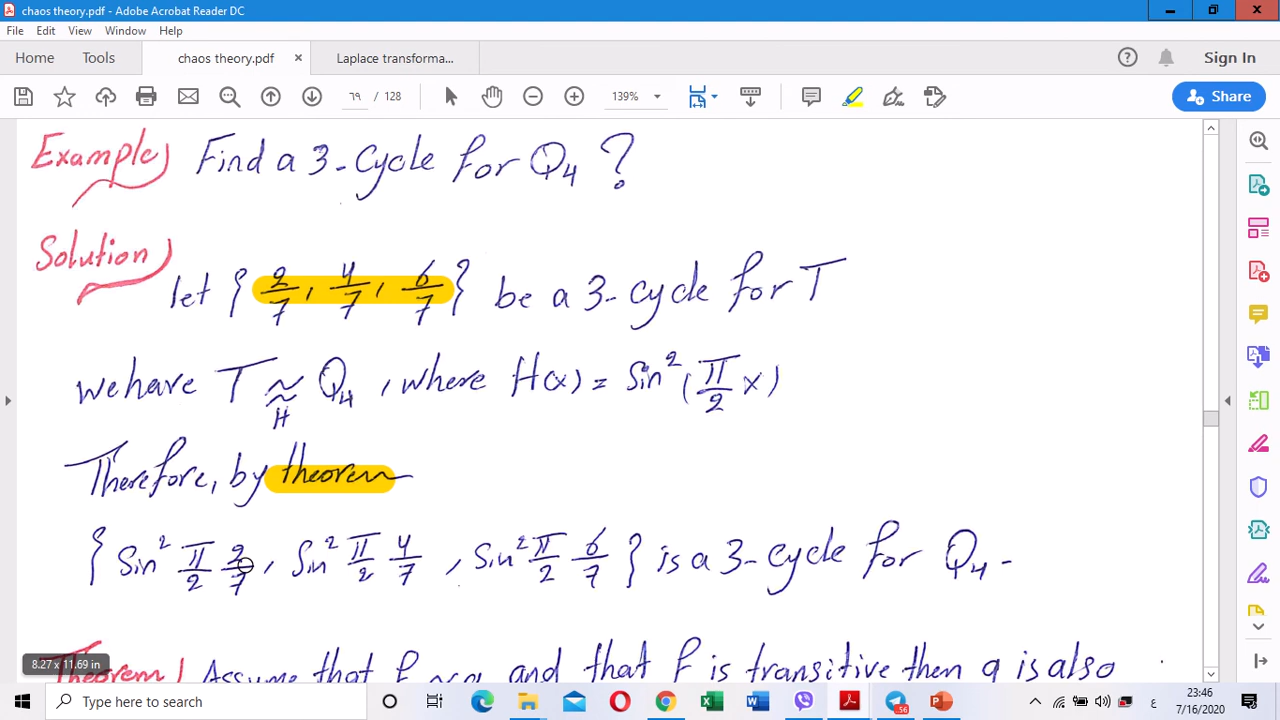 chaos theory.pdf - Adobe Acrobat Reader DC
File Edit View Window Help
Home Tools chaos theory.pdf × Laplace transforma... Sign In
٦٩ / 128 139% Share
Example) Find a 3-Cycle for Q₄ ?
Solution)
let { 2/7, 4/7, 6/7 } be a 3-cycle for T
we have T ≈ Q₄, where H(x) = Sin² (π/2 x)
H
Therefore, by theorem
{ Sin² π/2 2/7, Sin² π/2 4/7, Sin² π/2 6/7 } is a 3-cycle for Q₄ -
8.27 x 11.69 in
Theorem) Assume that f and that f is transitive then g is also
Type here to search
56
ع
23:46
7/16/2020